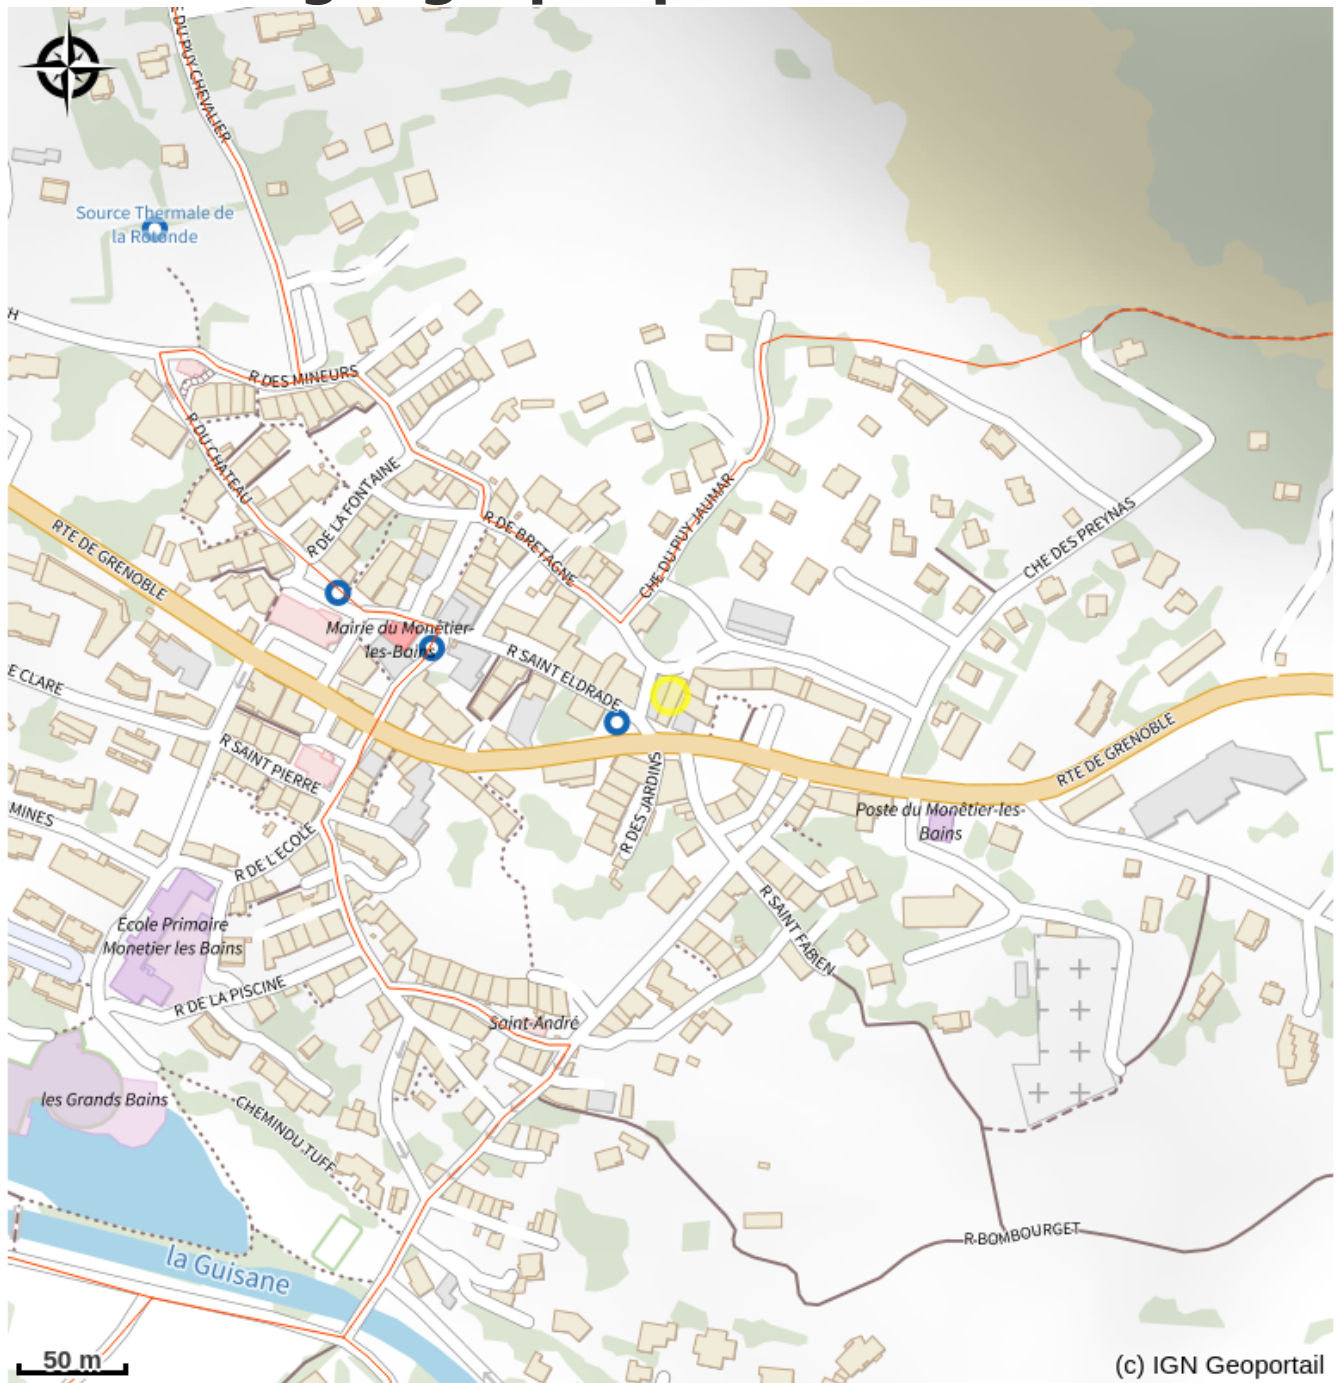 E DU PUY CHEVALIER
Source Thermale de
la Rotonde
H
R DES MINEURS
R DU CHATEAU
R DE LA FONTAINE
RTE DE GRENOBLE
R DE BRETAGNE
CHE DU PUY JAUMAR
CHE DES PREYNAS
Mairie du Monêtier-
les-Bains
R SAINT ELDRADE
E CLARE
R SAINT PIERRE
R DES JARDINS
RTE DE GRENOBLE
Poste du Monêtier-les-
Bains
MINES
R DE L'ECOLE
R SAINT FABIEN
Ecole Primaire
Monetier les Bains
R DE LA PISCINE
Saint-André
les Grands Bains
CHEMIN DU TUFF
R BOMBOURGET
la Guisane
50 m
(c) IGN Geoportail